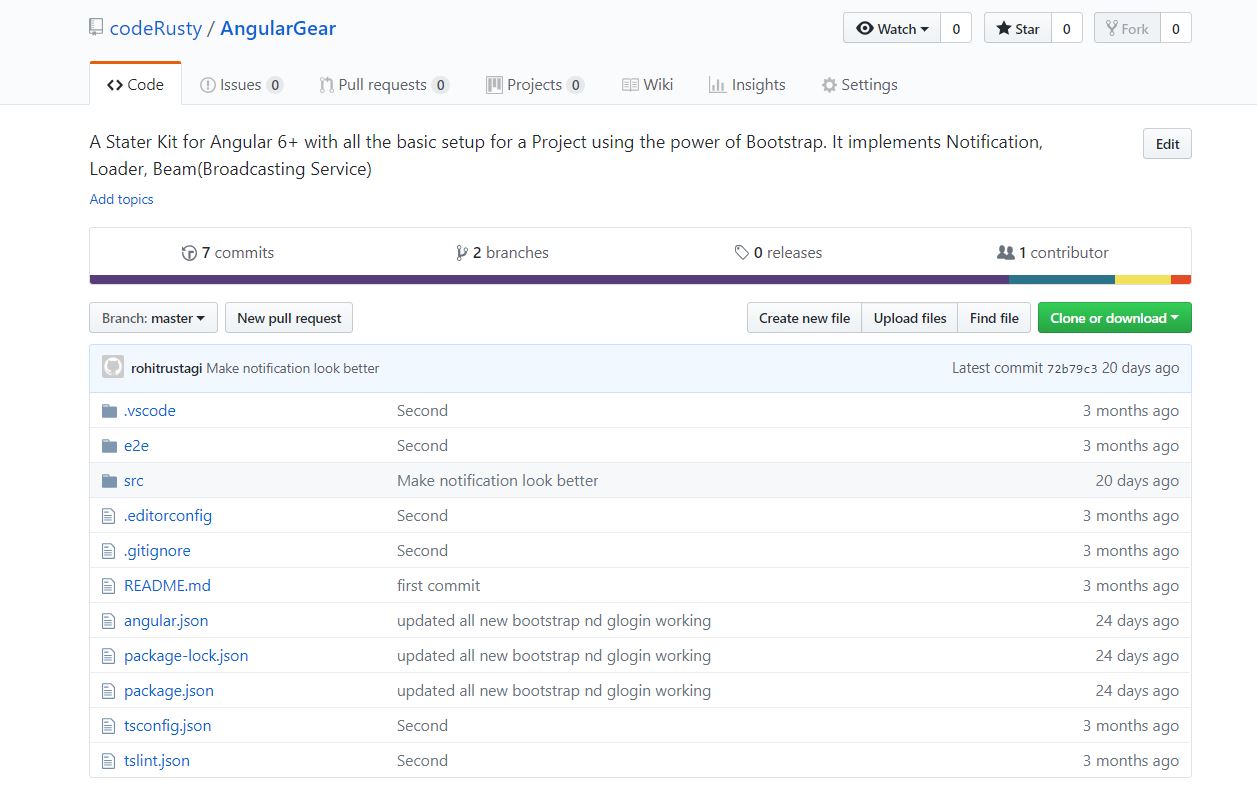 codeRusty / AngularGear
Watch 0 Star 0 Fork 0
Code Issues 0 Pull requests 0 Projects 0 Wiki Insights Settings
A Stater Kit for Angular 6+ with all the basic setup for a Project using the power of Bootstrap. It implements Notification,
Loader, Beam(Broadcasting Service)
Edit
Add topics
7 commits 2 branches 0 releases 1 contributor
Branch: master New pull request Create new file Upload files Find file Clone or download
rohitrustagi Make notification look better Latest commit 72b79c3 20 days ago
.vscode Second 3 months ago
e2e Second 3 months ago
src Make notification look better 20 days ago
.editorconfig Second 3 months ago
.gitignore Second 3 months ago
README.md first commit 3 months ago
angular.json updated all new bootstrap nd glogin working 24 days ago
package-lock.json updated all new bootstrap nd glogin working 24 days ago
package.json updated all new bootstrap nd glogin working 24 days ago
tsconfig.json Second 3 months ago
tslint.json Second 3 months ago